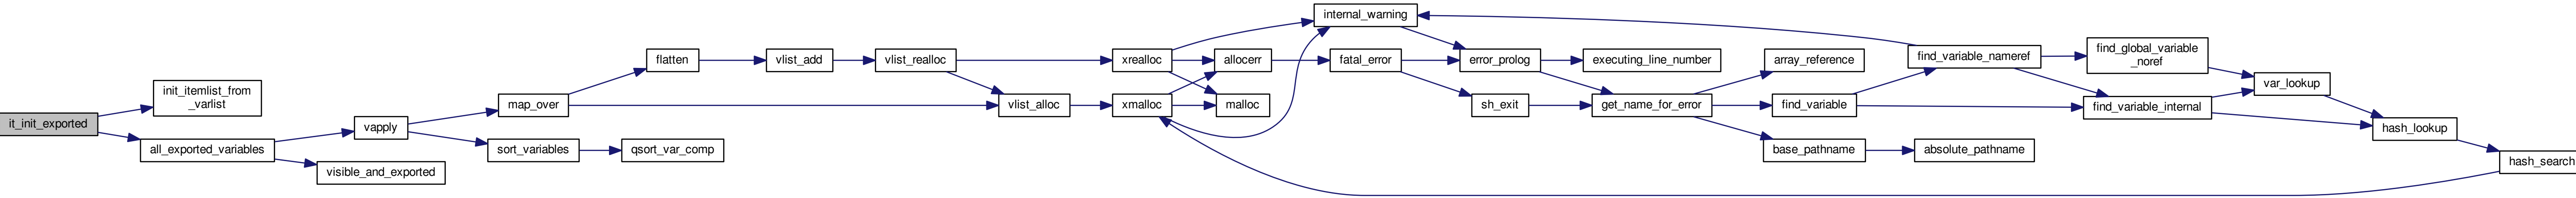 it_init_exported
init_itemlist_from
_varlist
all_exported_variables
vapply
visible_and_exported
map_over
sort_variables
flatten
qsort_var_comp
vlist_add
vlist_realloc
vlist_alloc
xrealloc
xmalloc
allocerr
malloc
internal_warning
fatal_error
error_prolog
sh_exit
executing_line_number
get_name_for_error
array_reference
find_variable
base_pathname
absolute_pathname
find_variable_nameref
find_global_variable
_noref
find_variable_internal
var_lookup
hash_lookup
hash_search